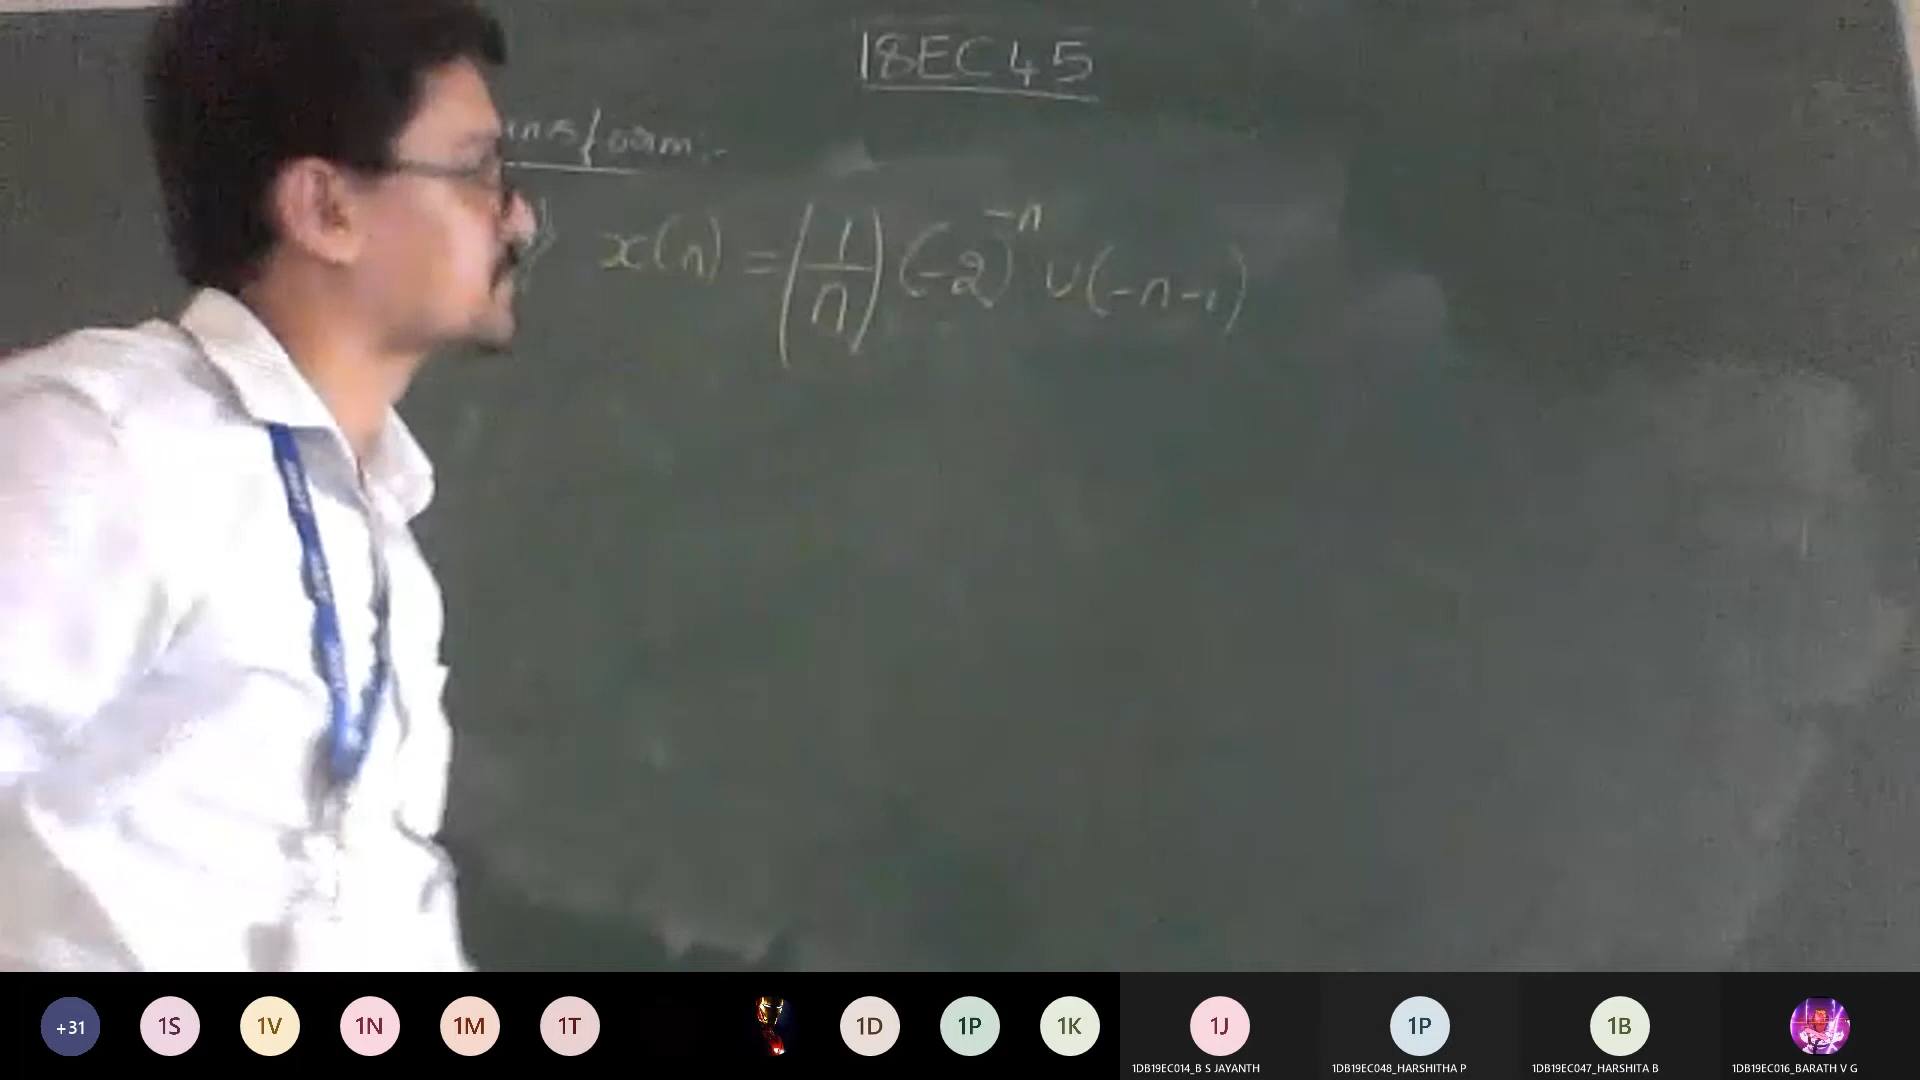 18EC45
x(n) = (1/n) (-2)^-n u(-n-1)
+31
1S
1V
1N
1M
1T
1D
1P
1K
1J
1P
1B
1DB19EC014_B S JAYANTH
1DB19EC048_HARSHITHA P
1DB19EC047_HARSHITA B
1DB19EC016_BARATH V G